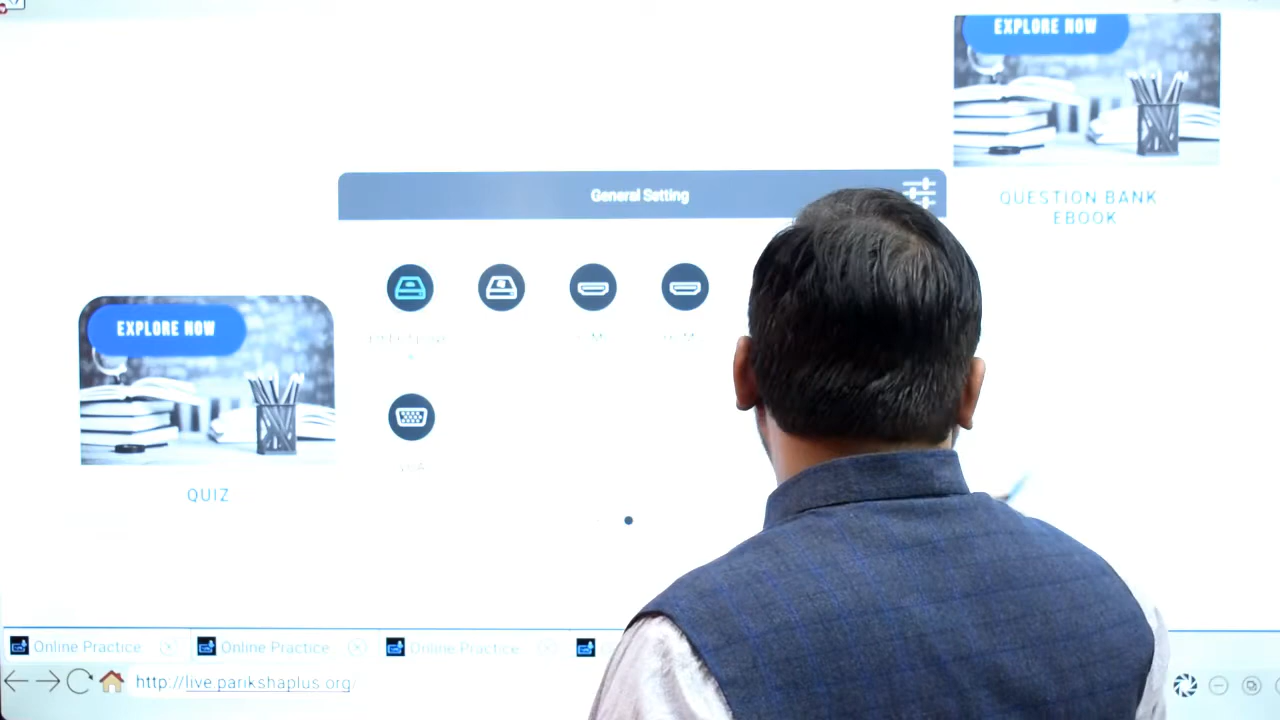 EXPLORE NOW
QUESTION BANK
EBOOK
General Setting
EXPLORE NOW
QUIZ
VGA
Online Practice
Online Practice
Online Practice
http://live.parikshaplus.org/